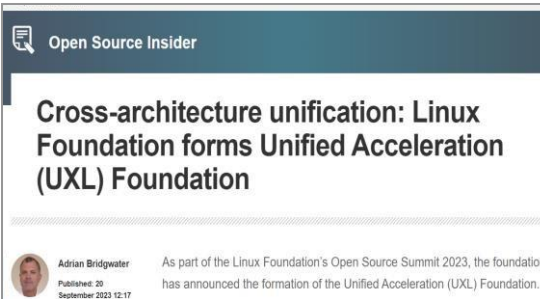 Open Source Insider
Cross-architecture unification: Linux
Foundation forms Unified Acceleration
(UXL) Foundation
Adrian Bridgwater
Published: 20
September 2023 12:17
As part of the Linux Foundation's Open Source Summit 2023, the foundatio
has announced the formation of the Unified Acceleration (UXL) Foundation.